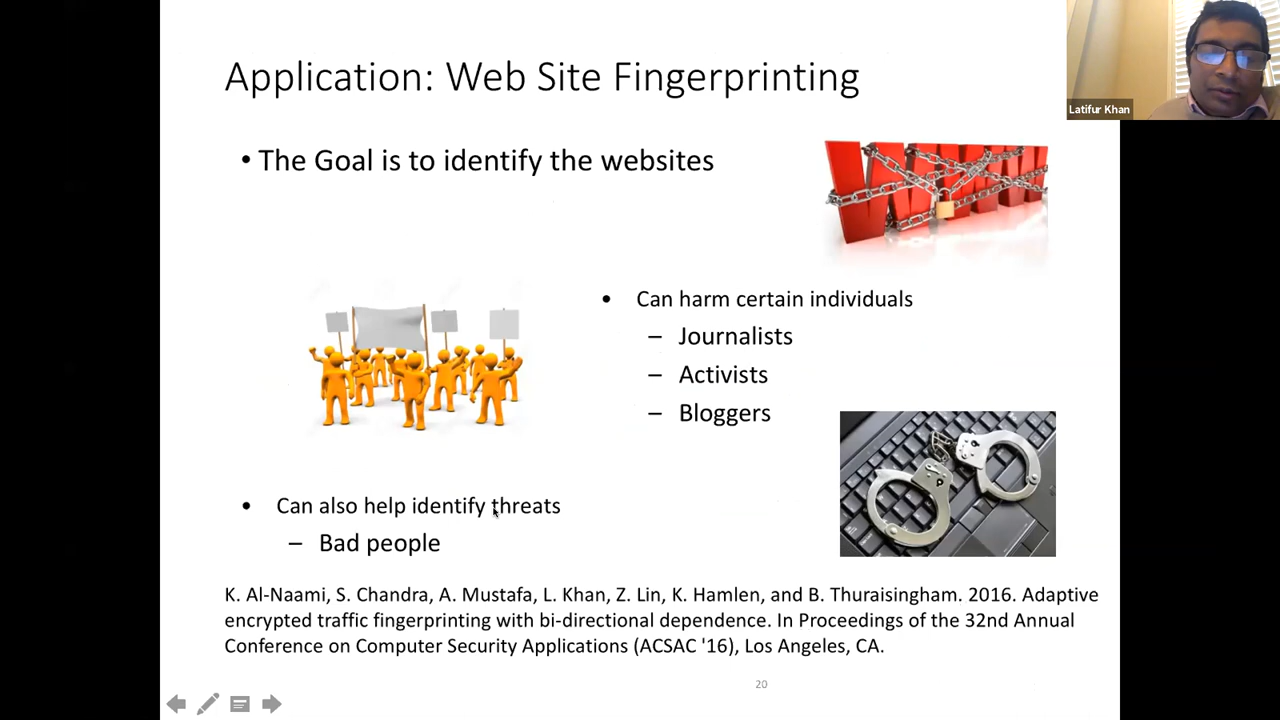 Application: Web Site Fingerprinting
Latifur Khan
• The Goal is to identify the websites
WWW
• Can harm certain individuals
– Journalists
– Activists
– Bloggers
• Can also help identify threats
– Bad people
K. Al-Naami, S. Chandra, A. Mustafa, L. Khan, Z. Lin, K. Hamlen, and B. Thuraisingham. 2016. Adaptive
encrypted traffic fingerprinting with bi-directional dependence. In Proceedings of the 32nd Annual
Conference on Computer Security Applications (ACSAC '16), Los Angeles, CA.
20